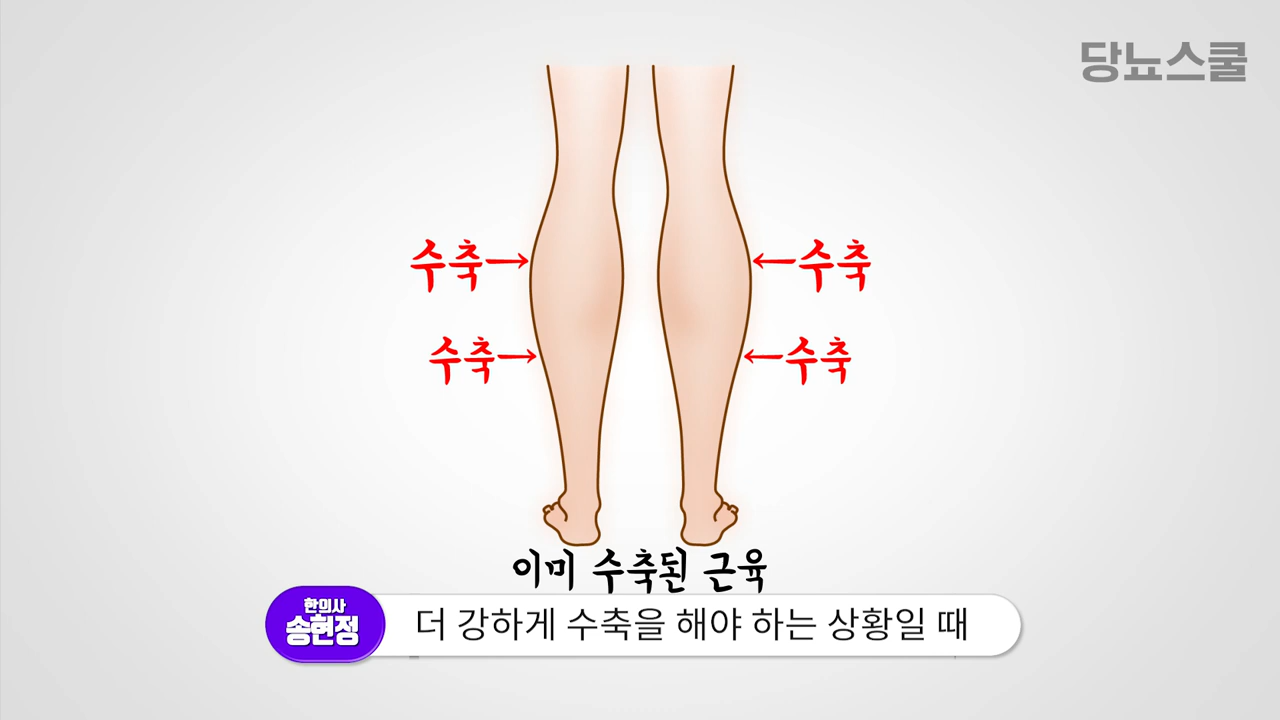 당뇨스쿨
수축→ ←수축
수축→ ←수축
이미 수축된 근육
한의사
송현정
더 강하게 수축을 해야 하는 상황일 때